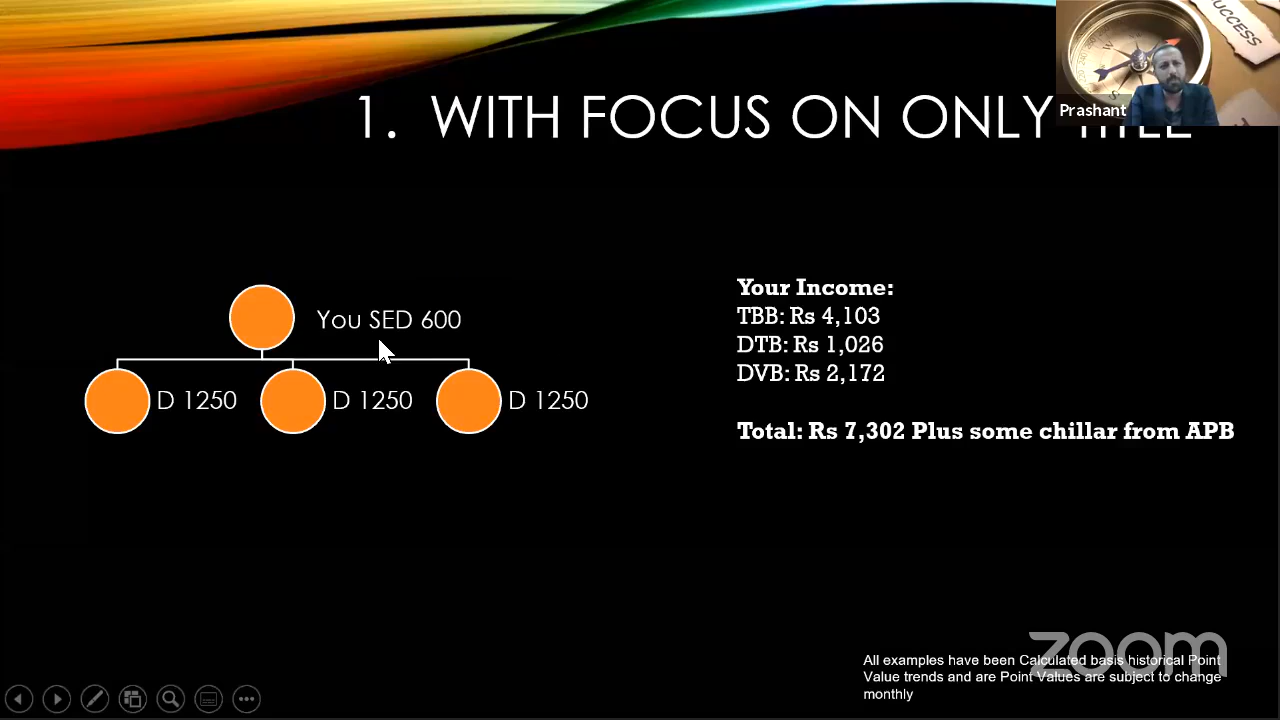 SUCCESS
Prashant
1. WITH FOCUS ON ONLY TITLE
You SED 600
D 1250
D 1250
D 1250
Your Income:
TBB: Rs 4,103
DTB: Rs 1,026
DVB: Rs 2,172
Total: Rs 7,302 Plus some chillar from APB
zoom
All examples have been Calculated basis historical Point
Value trends and are Point Values are subject to change
monthly